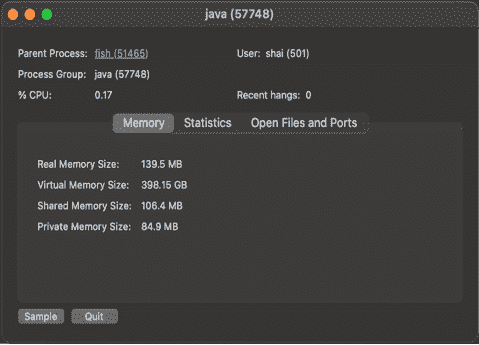 java (57748)
Parent Process: fish (51465) User: shai (501)
Process Group: java (57748)
% CPU: 0.17 Recent hangs: 0
Memory Statistics Open Files and Ports
Real Memory Size: 139.5 MB
Virtual Memory Size: 398.15 GB
Shared Memory Size: 106.4 MB
Private Memory Size: 84.9 MB
Sample Quit